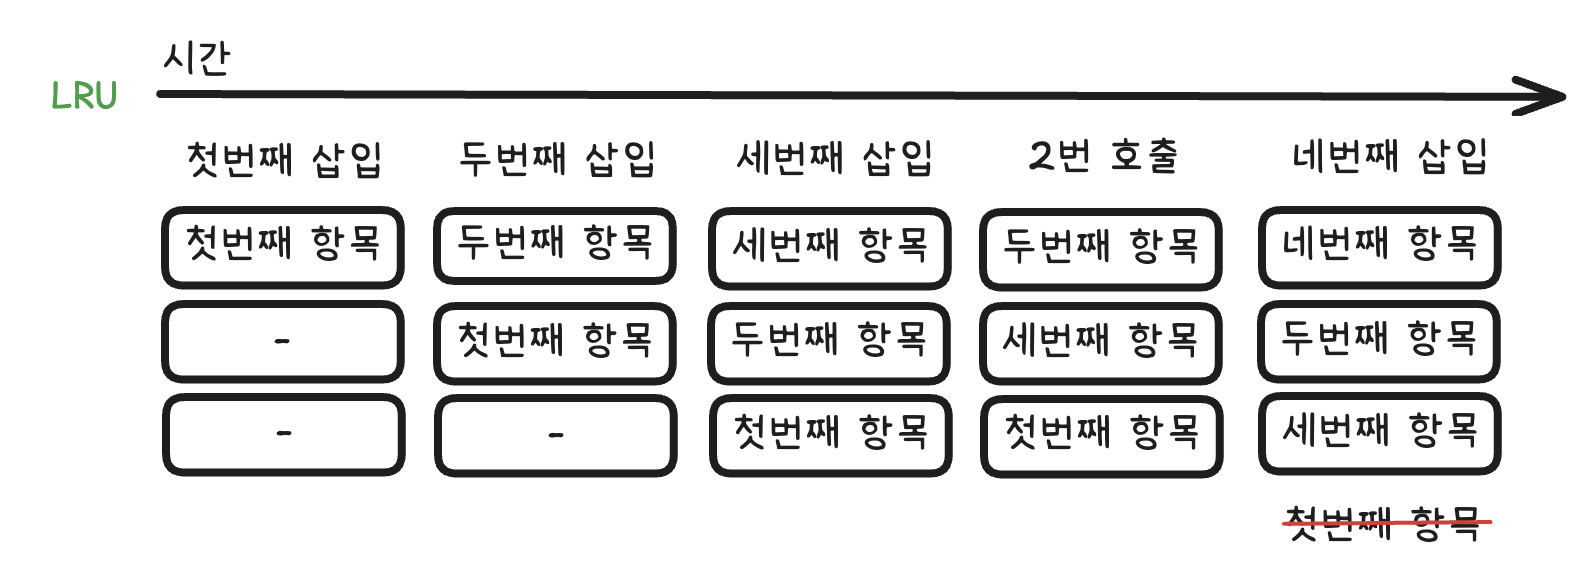 시간
LRU
첫번째 삽입 두번째 삽입 세번째 삽입 2번 호출 네번째 삽입
첫번째 항목 두번째 항목 세번째 항목 두번째 항목 네번째 항목
- 첫번째 항목 두번째 항목 세번째 항목 두번째 항목
- - 첫번째 항목 첫번째 항목 세번째 항목
첫번째 항목